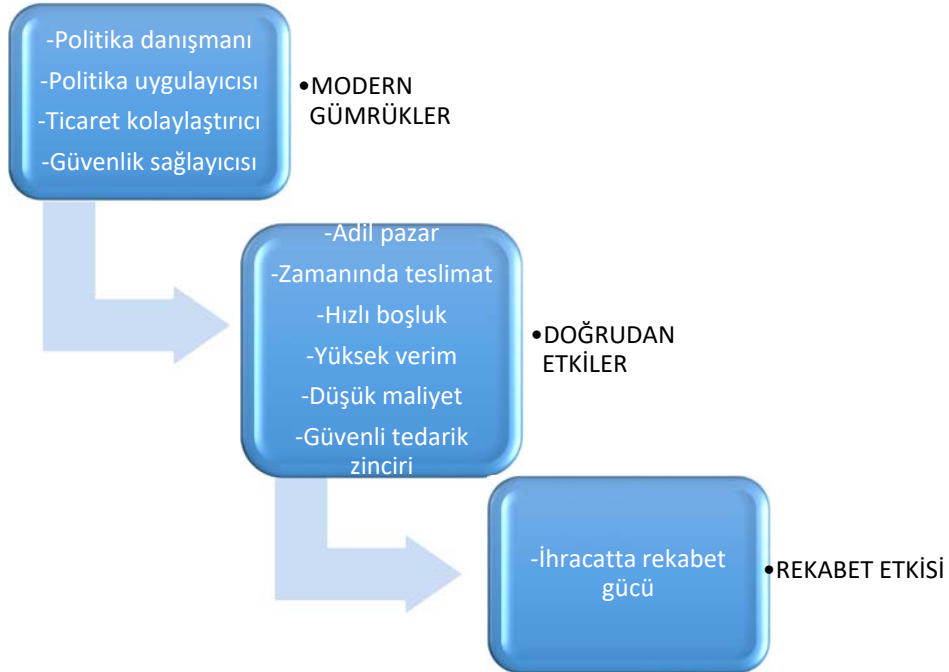 -Politika danışmanı
-Politika uygulayıcısı
-Ticaret kolaylaştırıcı
-Güvenlik sağlayıcısı
•MODERN
GÜMRÜKLER
-Adil pazar
-Zamanında teslimat
-Hızlı boşluk
-Yüksek verim
-Düşük maliyet
-Güvenli tedarik
zinciri
•DOĞRUDAN
ETKİLER
-İhracatta rekabet
gücü
•REKABET ETKİSİ